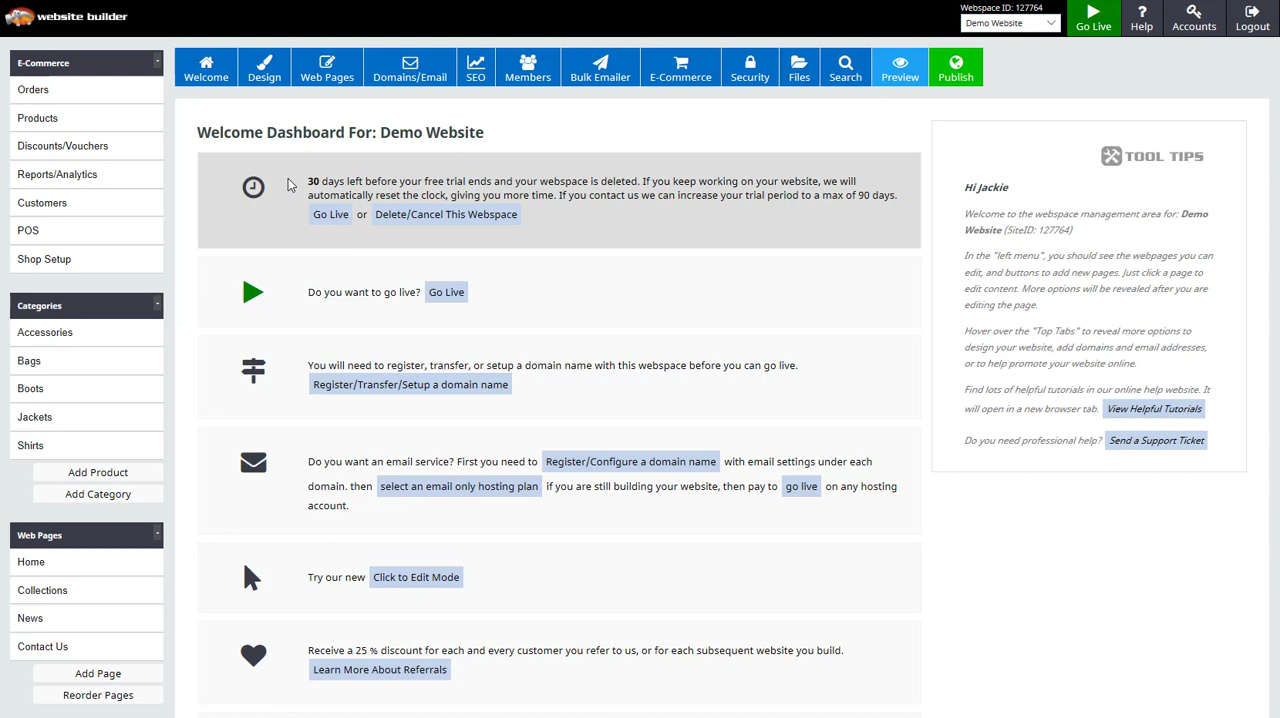 website builder
Webspace ID: 127764
Demo Website
Go Live
Help
Accounts
Logout
Welcome
Design
Web Pages
Domains/Email
SEO
Members
Bulk Emailer
E-Commerce
Security
Files
Search
Preview
Publish
E-Commerce
Orders
Products
Discounts/Vouchers
Reports/Analytics
Customers
POS
Shop Setup
Categories
Accessories
Bags
Boots
Jackets
Shirts
Add Product
Add Category
Web Pages
Home
Collections
News
Contact Us
Add Page
Reorder Pages
Welcome Dashboard For: Demo Website
30 days left before your free trial ends and your webspace is deleted. If you keep working on your website, we will
automatically reset the clock, giving you more time. If you contact us we can increase your trial period to a max of 90 days.
Go Live or Delete/Cancel This Webspace
Do you want to go live? Go Live
You will need to register, transfer, or setup a domain name with this webspace before you can go live.
Register/Transfer/Setup a domain name
Do you want an email service? First you need to Register/Configure a domain name with email settings under each
domain. then select an email only hosting plan if you are still building your website, then pay to go live on any hosting
account.
Try our new Click to Edit Mode
Receive a 25 % discount for each and every customer you refer to us, or for each subsequent website you build.
Learn More About Referrals
TOOL TIPS
Hi Jackie
Welcome to the webspace management area for: Demo
Website (SiteID: 127764)
In the "left menu", you should see the webpages you can
edit, and buttons to add new pages. Just click a page to
edit content. More options will be revealed after you are
editing the page.
Hover over the "Top Tabs" to reveal more options to
design your website, add domains and email addresses,
or to help promote your website online.
Find lots of helpful tutorials in our online help website. It
will open in a new browser tab. View Helpful Tutorials
Do you need professional help? Send a Support Ticket